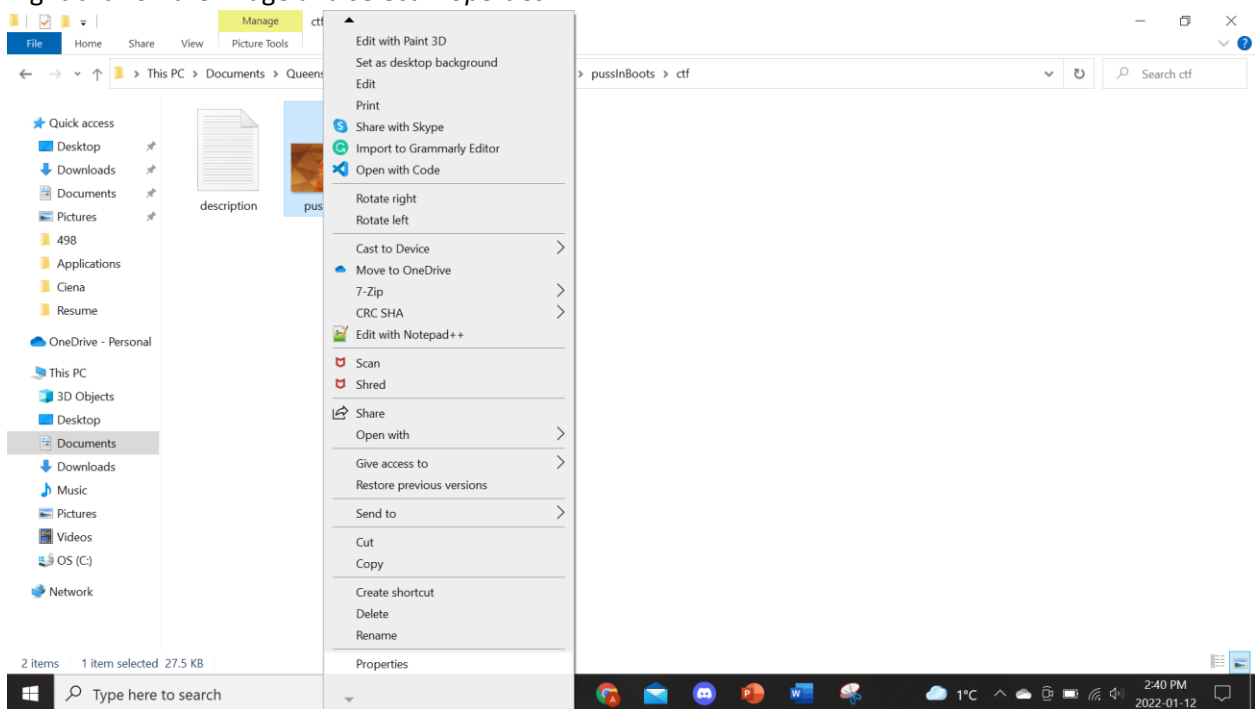 Manage
ctf
File Home Share View Picture Tools
This PC > Documents > Queens
> pussInBoots > ctf
Search ctf
Quick access
Desktop
Downloads
Documents
Pictures
498
Applications
Ciena
Resume
OneDrive - Personal
This PC
3D Objects
Desktop
Documents
Downloads
Music
Pictures
Videos
OS (C:)
Network
description
pus
Edit with Paint 3D
Set as desktop background
Edit
Print
Share with Skype
Import to Grammarly Editor
Open with Code
Rotate right
Rotate left
Cast to Device
Move to OneDrive
7-Zip
CRC SHA
Edit with Notepad++
Scan
Shred
Share
Open with
Give access to
Restore previous versions
Send to
Cut
Copy
Create shortcut
Delete
Rename
Properties
2 items 1 item selected 27.5 KB
Type here to search
1°C
2:40 PM
2022-01-12